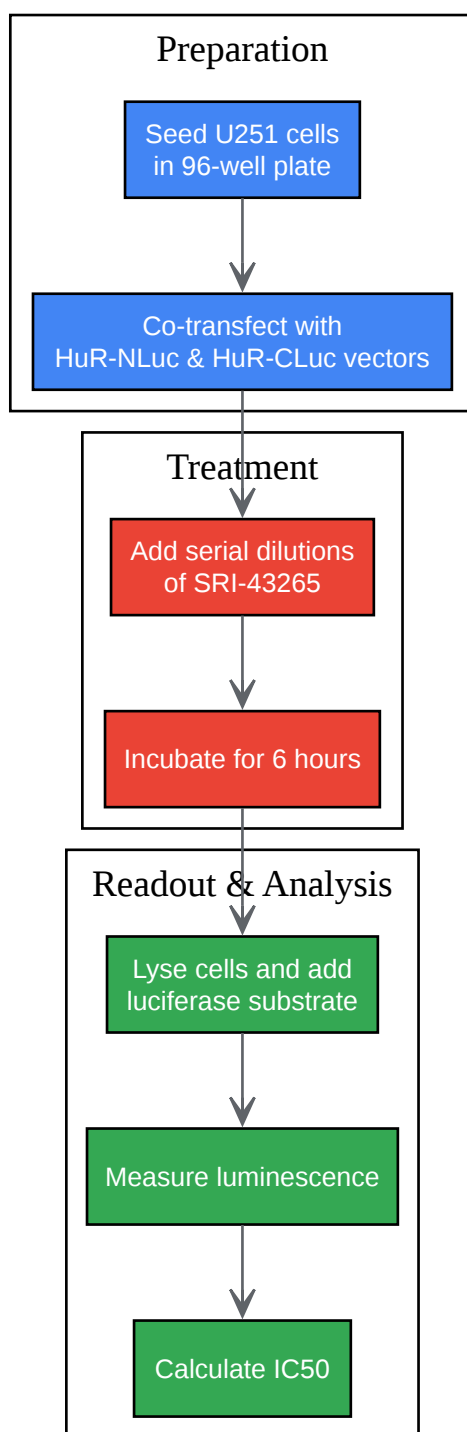 Preparation
Seed U251 cells
in 96-well plate
Co-transfect with
HuR-NLuc & HuR-CLuc vectors
Treatment
Add serial dilutions
of SRI-43265
Incubate for 6 hours
Readout & Analysis
Lyse cells and add
luciferase substrate
Measure luminescence
Calculate IC50